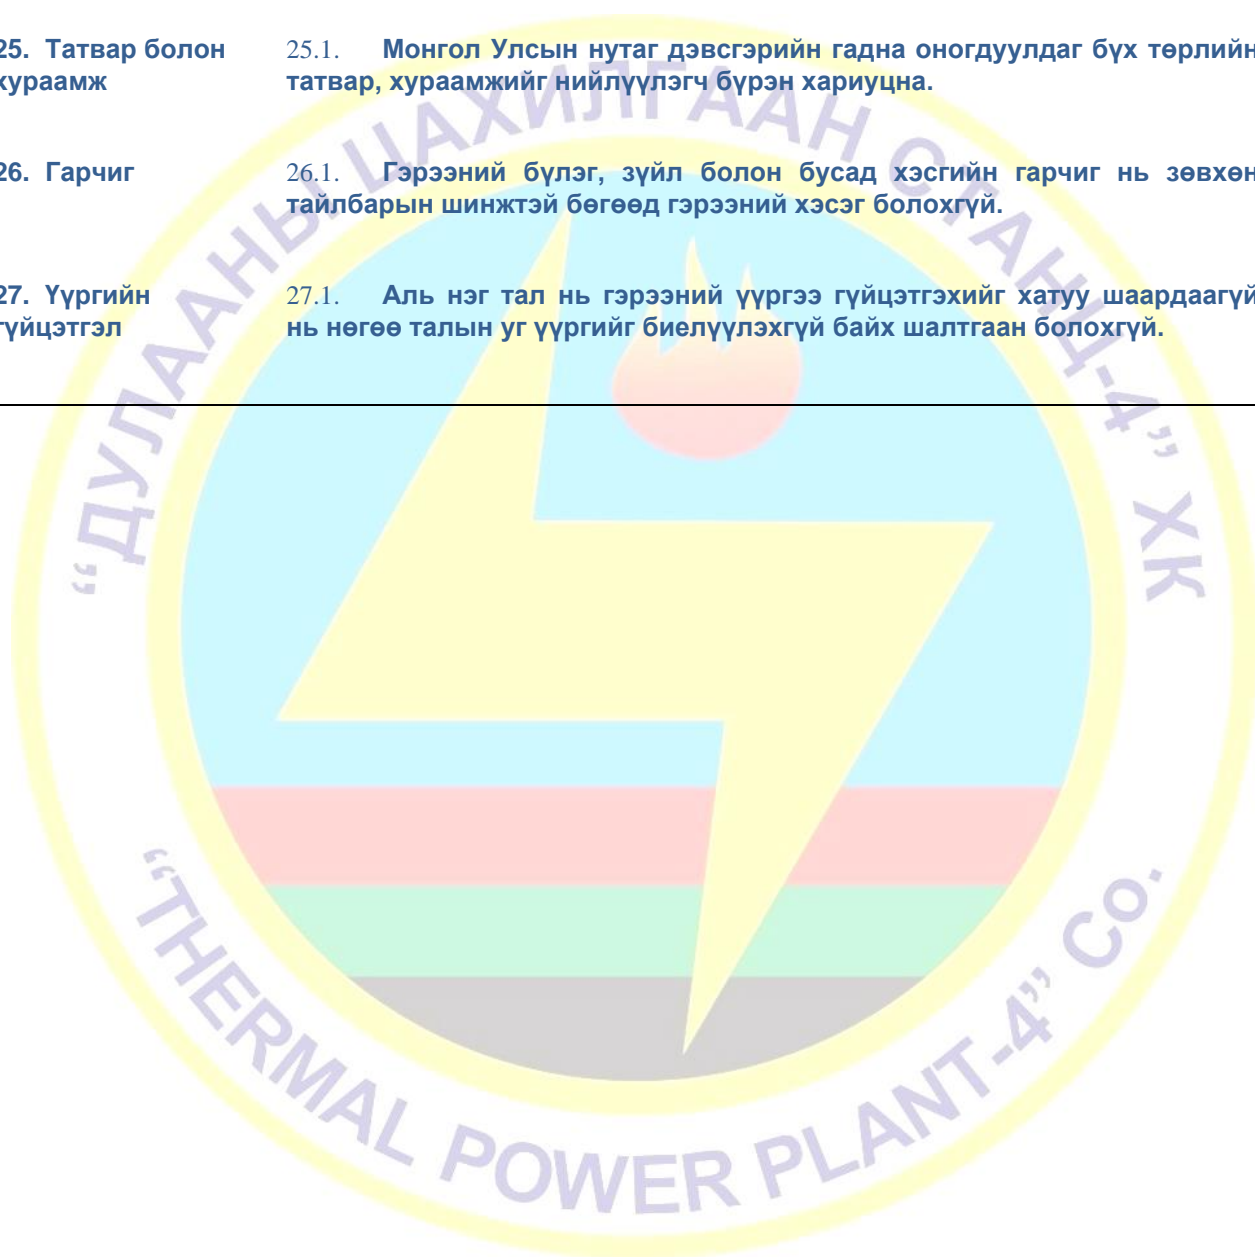 25. Татвар болон 25.1. Монгол Улсын нутаг дэвсгэрийн гадна оногдуулдаг бүх төрлийн
хураамж татвар, хураамжийг нийлүүлэгч бүрэн хариуцна.
26. Гарчиг 26.1. Гэрээний бүлэг, зүйл болон бусад хэсгийн гарчиг нь зөвхөн
тайлбарын шинжтэй бөгөөд гэрээний хэсэг болохгүй.
27. Үүргийн 27.1. Аль нэг тал нь гэрээний үүргээ гүйцэтгэхийг хатуу шаардаагүй
гүйцэтгэл нь нөгөө талын уг үүргийг биелүүлэхгүй байх шалтгаан болохгүй.
“ДУЛААНЫ ЦАХИЛГААН СТАНЦ-4” ХК
“THERMAL POWER PLANT-4” Co.